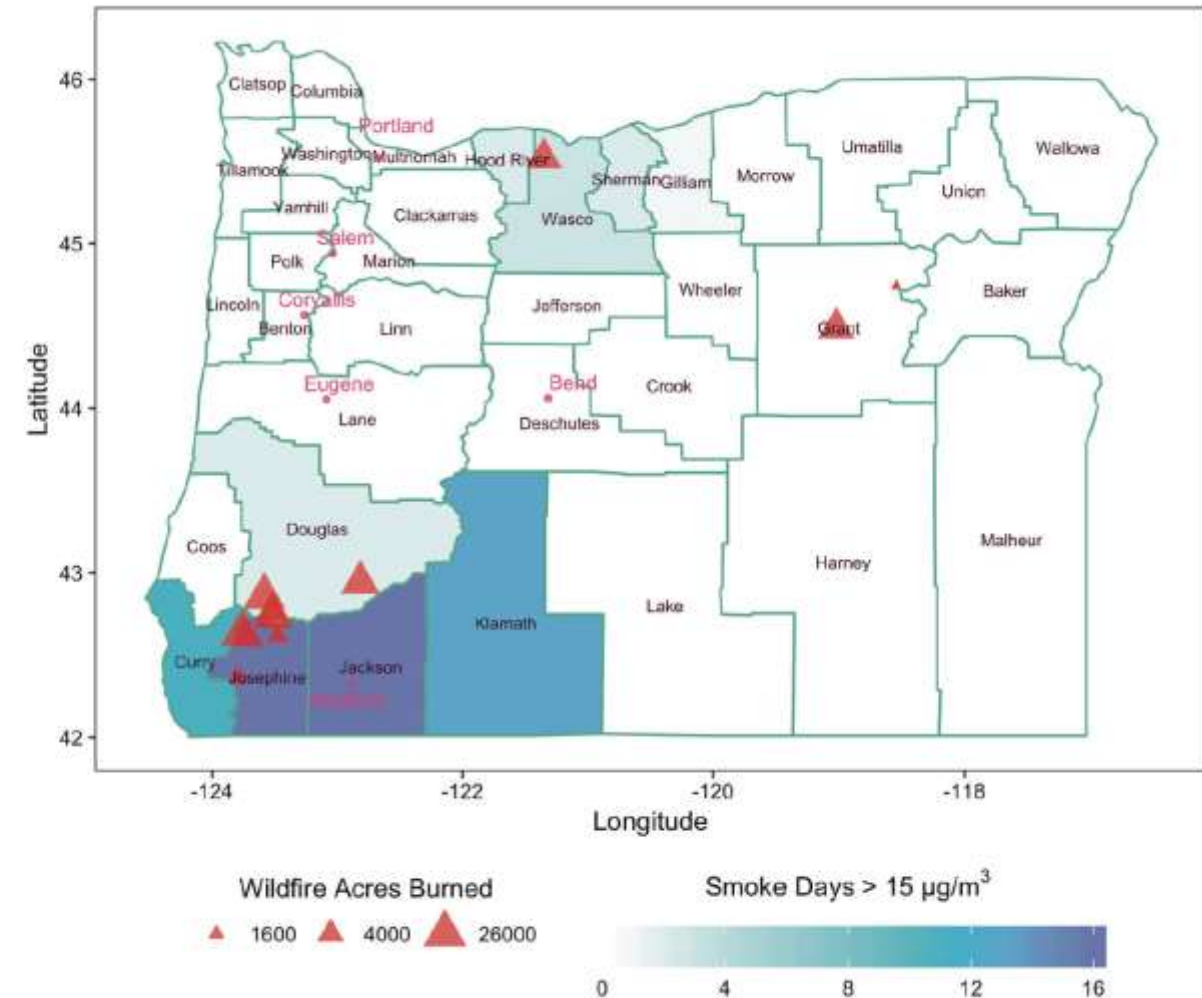 46
Clatsop
Columbia
Portland
Washington
Multnomah
Hood River
Tillamook
Umatilla
Wallowa
Sherman
Gilliam
Morrow
Union
Yamhill
Clackamas
Wasco
45
Salem
Polk
Marion
Wheeler
Baker
Lincoln
Corvallis
Jefferson
Benton
Linn
Grant
44
Eugene
Bend
Crook
Lane
Deschutes
Douglas
Coos
Malheur
43
Harney
Lake
Klamath
Curry
Josephine
Jackson
42
Latitude
-124
-122
-120
-118
Longitude
Wildfire Acres Burned
1600
4000
26000
Smoke Days > 15 µg/m³
0
4
8
12
16